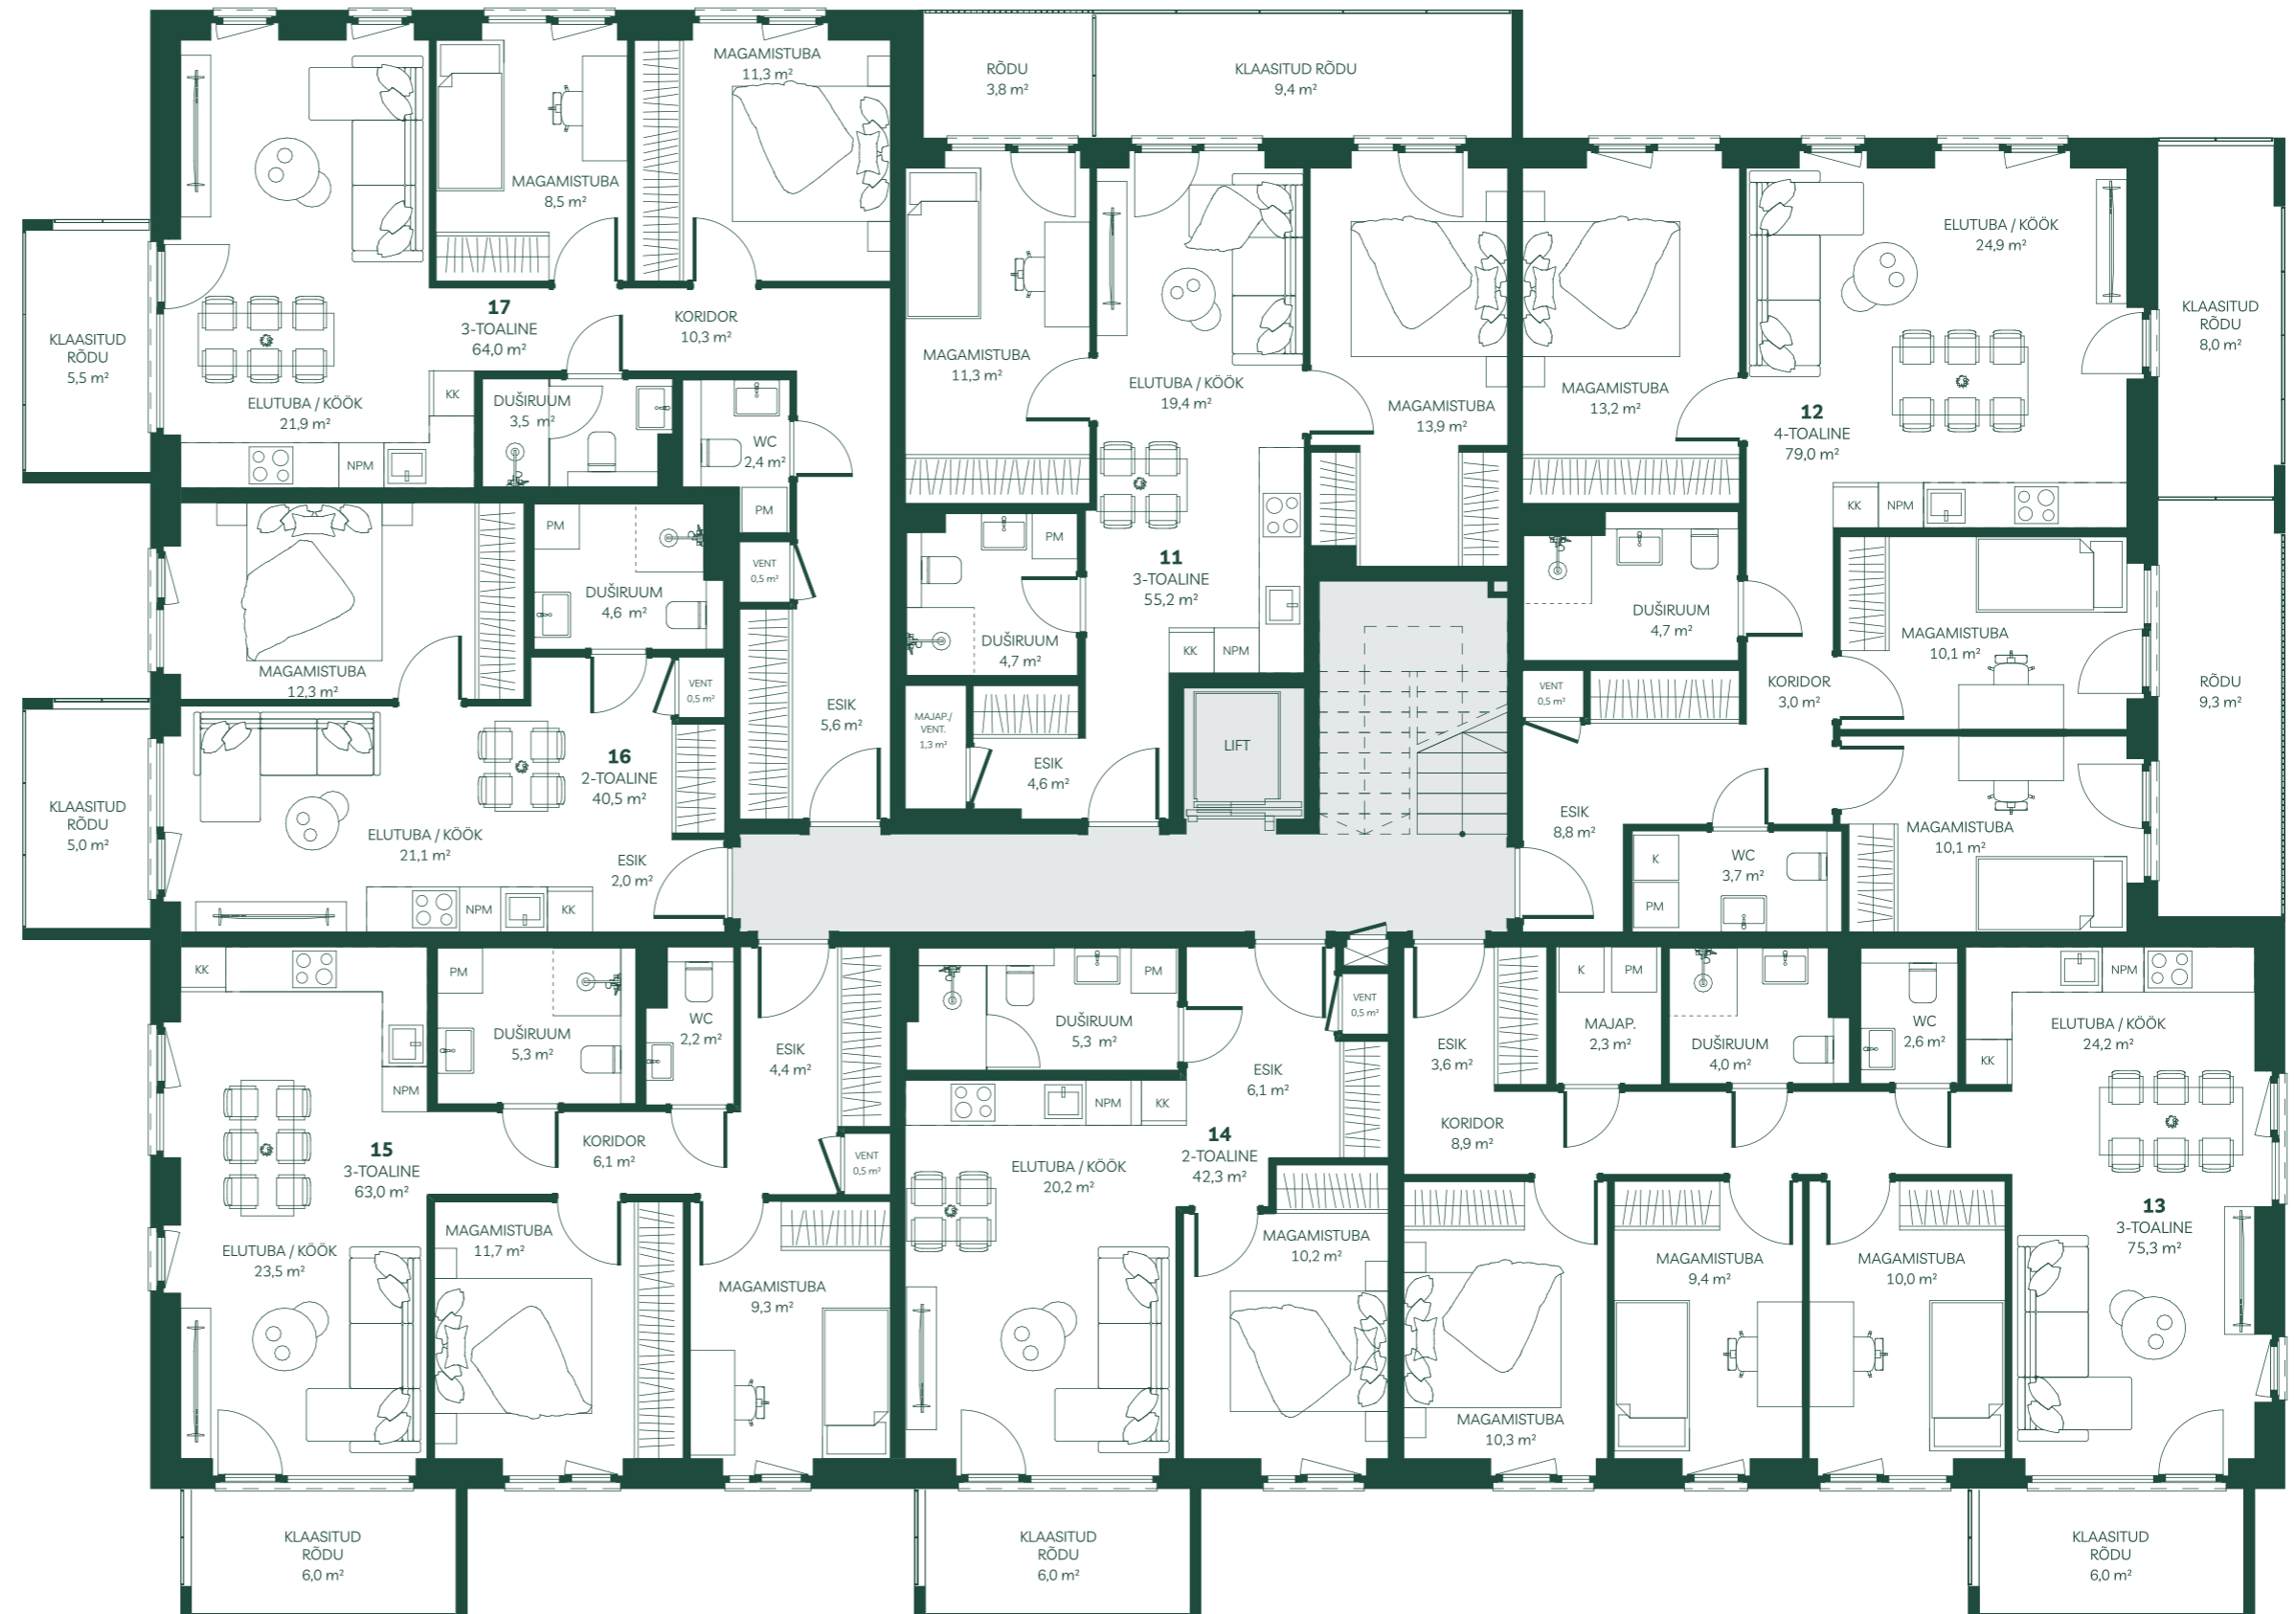 MAGAMISTUBA
11,3 m²
RÕDU
3,8 m²
KLAASITUD RÕDU
9,4 m²
MAGAMISTUBA
8,5 m²
17
3-TOALINE
64,0 m²
KORIDOR
10,3 m²
KLAASITUD
RÕDU
5,5 m²
ELUTUBA / KÖÖK
21,9 m²
KK
NPM
DUŠIRUUM
3,5 m²
WC
2,4 m²
PM
VENT
0,5 m²
ESIK
5,6 m²
MAGAMISTUBA
11,3 m²
ELUTUBA / KÖÖK
19,4 m²
MAGAMISTUBA
13,9 m²
11
3-TOALINE
55,2 m²
PM
DUŠIRUUM
4,7 m²
KK
NPM
MAJAP./
VENT.
1,3 m²
ESIK
4,6 m²
LIFT
MAGAMISTUBA
13,2 m²
12
4-TOALINE
79,0 m²
ELUTUBA / KÖÖK
24,9 m²
KLAASITUD
RÕDU
8,0 m²
KK
NPM
DUŠIRUUM
4,7 m²
MAGAMISTUBA
10,1 m²
KORIDOR
3,0 m²
RÕDU
9,3 m²
VENT
0,5 m²
ESIK
8,8 m²
MAGAMISTUBA
10,1 m²
K
PM
WC
3,7 m²
PM
DUŠIRUUM
4,6 m²
MAGAMISTUBA
12,3 m²
VENT
0,5 m²
16
2-TOALINE
40,5 m²
KLAASITUD
RÕDU
5,0 m²
ELUTUBA / KÖÖK
21,1 m²
ESIK
2,0 m²
NPM
KK
KK
PM
DUŠIRUUM
5,3 m²
WC
2,2 m²
ESIK
4,4 m²
NPM
15
3-TOALINE
63,0 m²
KORIDOR
6,1 m²
VENT
0,5 m²
ELUTUBA / KÖÖK
23,5 m²
MAGAMISTUBA
11,7 m²
MAGAMISTUBA
9,3 m²
KLAASITUD
RÕDU
6,0 m²
PM
DUŠIRUUM
5,3 m²
VENT
0,5 m²
ESIK
6,1 m²
NPM
KK
14
2-TOALINE
42,3 m²
ELUTUBA / KÖÖK
20,2 m²
MAGAMISTUBA
10,2 m²
KLAASITUD
RÕDU
6,0 m²
ESIK
3,6 m²
K
PM
MAJAP.
2,3 m²
DUŠIRUUM
4,0 m²
WC
2,6 m²
NPM
ELUTUBA / KÖÖK
24,2 m²
KK
KORIDOR
8,9 m²
13
3-TOALINE
75,3 m²
MAGAMISTUBA
9,4 m²
MAGAMISTUBA
10,0 m²
MAGAMISTUBA
10,3 m²
KLAASITUD
RÕDU
6,0 m²